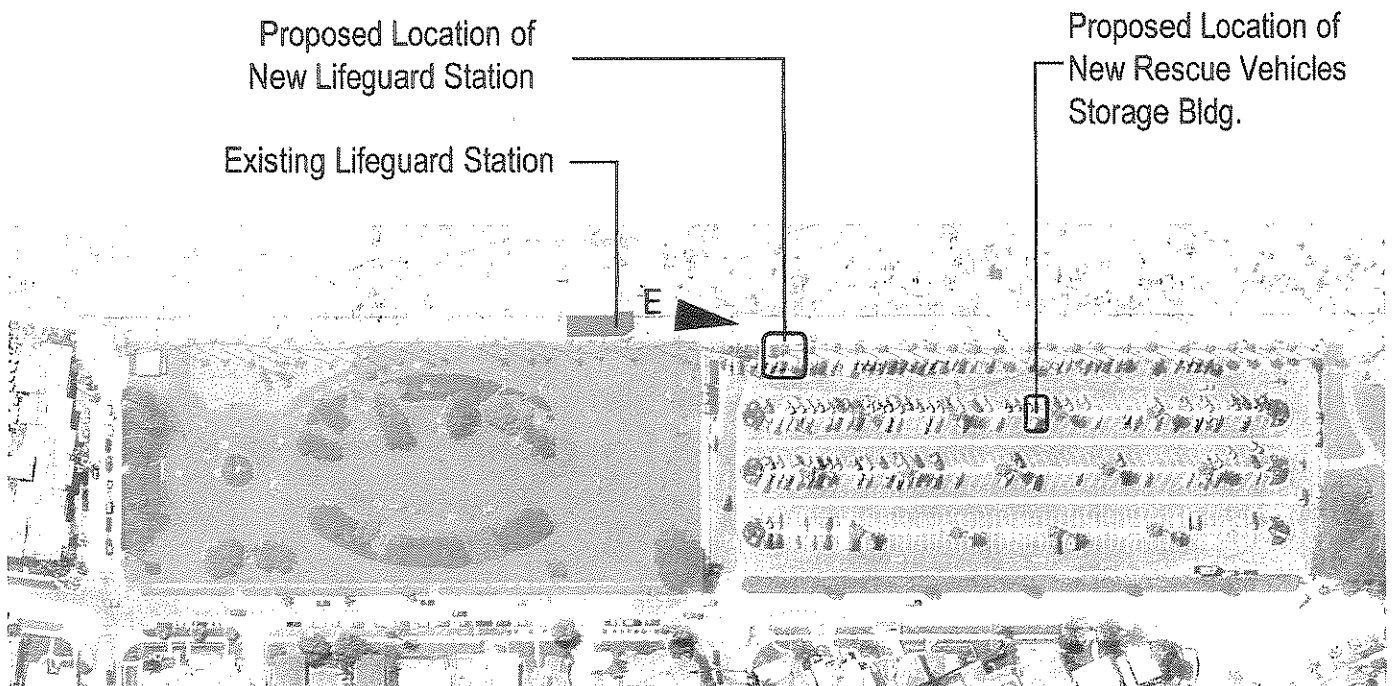 Proposed Location of
New Lifeguard Station
Proposed Location of
New Rescue Vehicles
Storage Bldg.
Existing Lifeguard Station
E